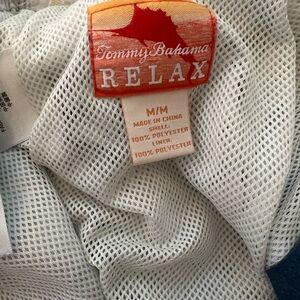 Tommy Bahama
RELAX
M/M
MADE IN CHINA
SHELL:
100% POLYESTER
LINER:
100% POLYESTER